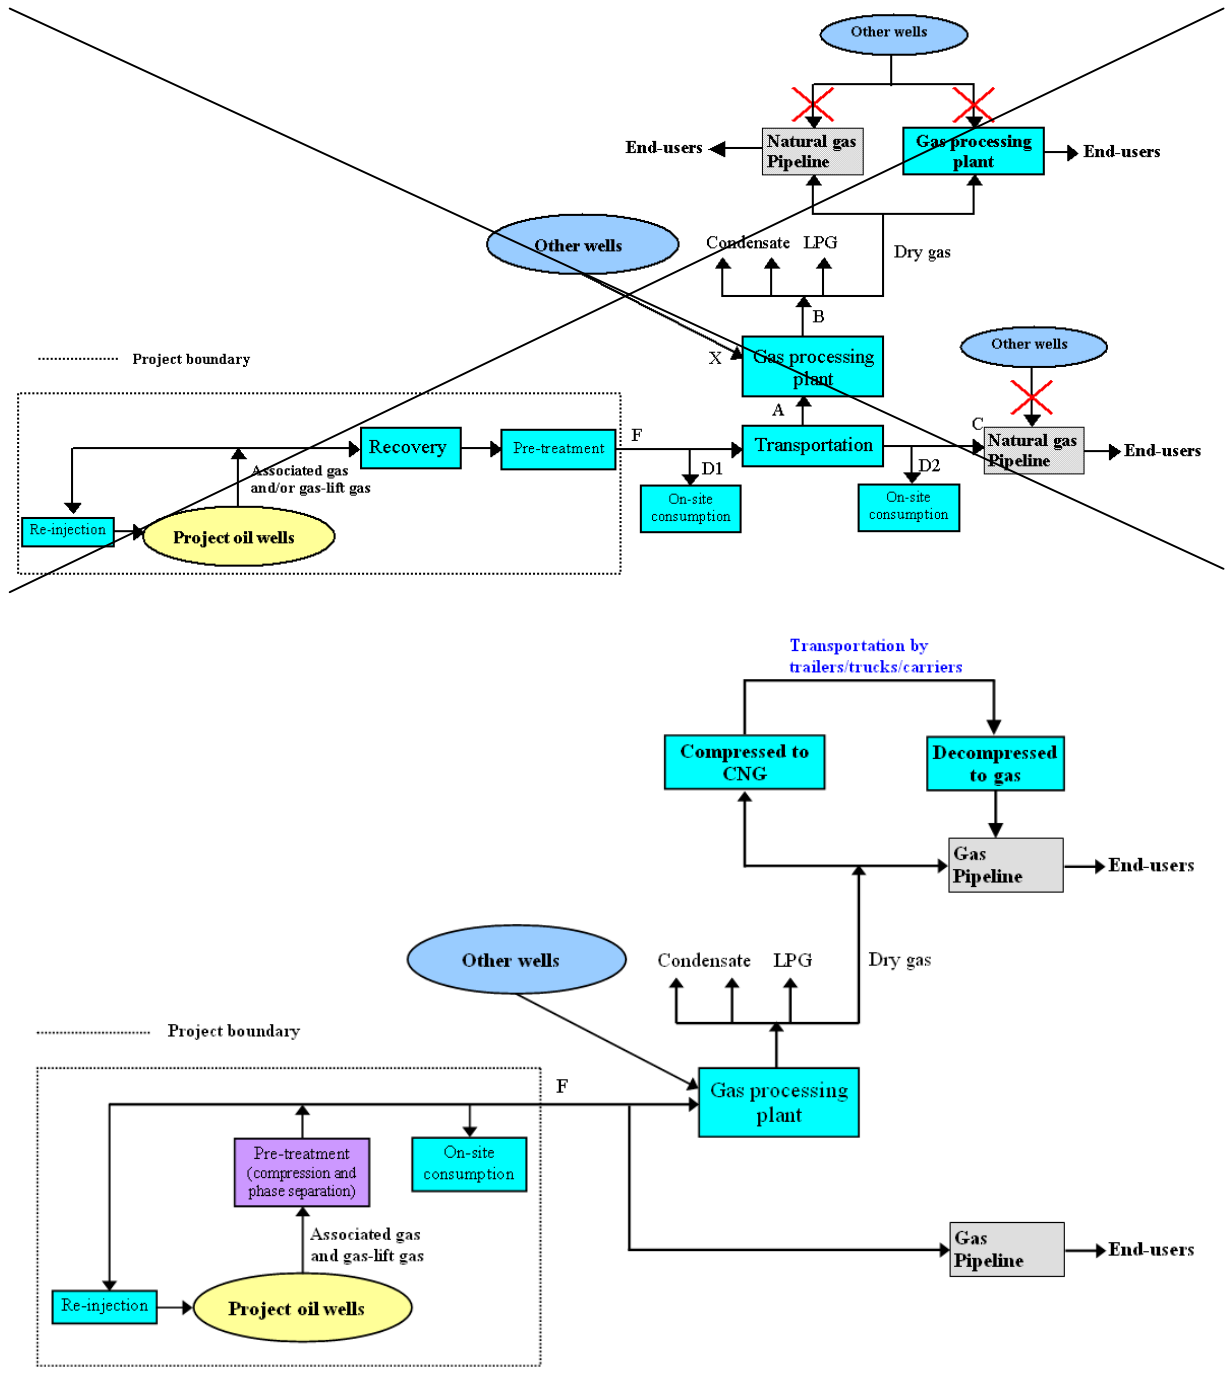 Other wells
End-users
Natural gas
Pipeline
Gas processing
plant
End-users
Other wells
Condensate
LPG
Dry gas
B
Project boundary
X
Gas processing
plant
Other wells
A
F
C
Recovery
Pre-treatment
Transportation
Natural gas
Pipeline
End-users
Associated gas
and/or gas-lift gas
D1
D2
On-site
consumption
On-site
consumption
Re-injection
Project oil wells
Transportation by
trailers/trucks/carriers
Compressed to
CNG
Decompressed
to gas
Gas
Pipeline
End-users
Other wells
Condensate
LPG
Dry gas
Project boundary
F
Gas processing
plant
Pre-treatment
(compression and
phase separation)
On-site
consumption
Associated gas
and gas-lift gas
Gas
Pipeline
End-users
Re-injection
Project oil wells